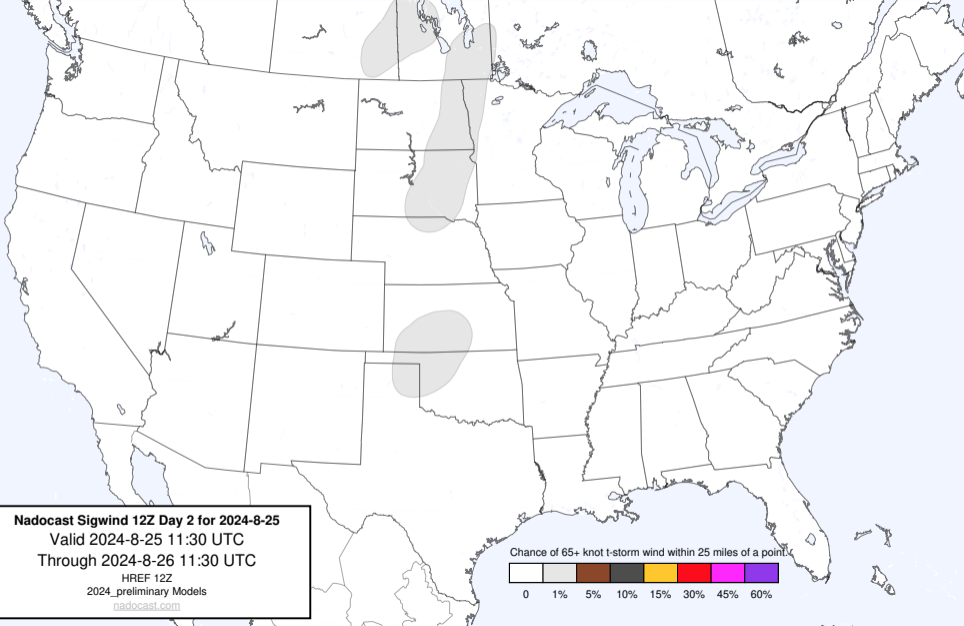 Nadocast Sigwind 12Z Day 2 for 2024-8-25
Valid 2024-8-25 11:30 UTC
Through 2024-8-26 11:30 UTC
HREF 12Z
2024_preliminary Models
nadocast.com
Chance of 65+ knot t-storm wind within 25 miles of a point.
0 1% 5% 10% 15% 30% 45% 60%